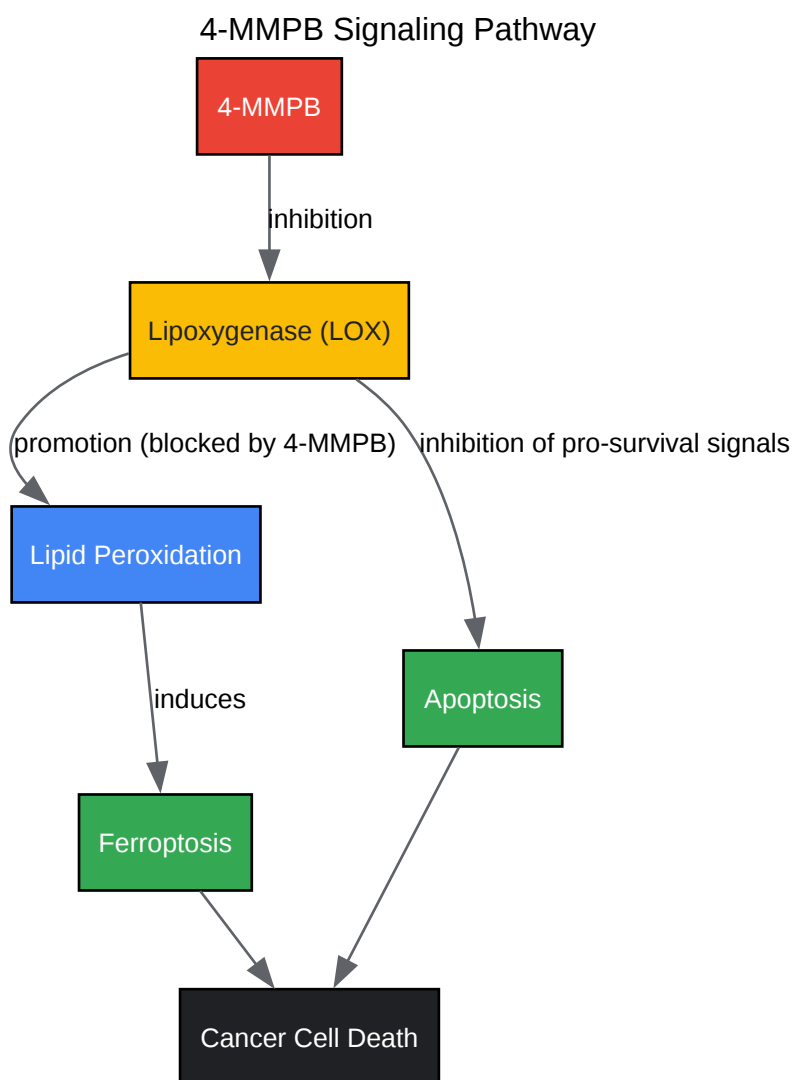 4-MMPB Signaling Pathway
4-MMPB
inhibition
Lipoxygenase (LOX)
promotion (blocked by 4-MMPB)
inhibition of pro-survival signals
Lipid Peroxidation
induces
Apoptosis
Ferroptosis
Cancer Cell Death